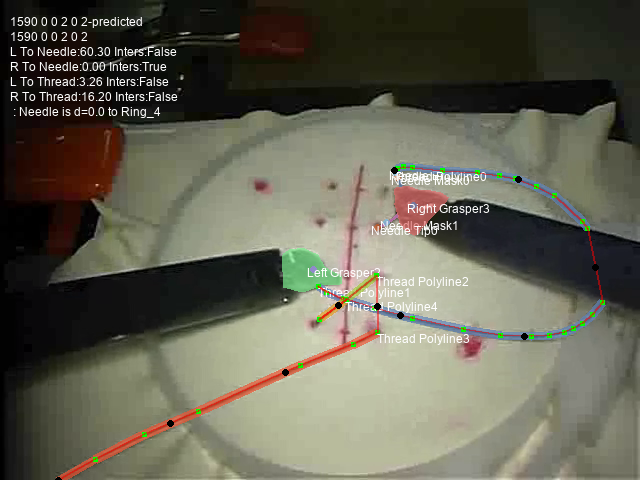 1590 0 0 2 0 2-predicted
1590 0 0 2 0 2
L To Needle:60.30 Inters:False
R To Needle:0.00 Inters:True
L To Thread:3.26 Inters:False
R To Thread:16.20 Inters:False
: Needle is d=0.0 to Ring_4
Polyline0
Needle Mask0
Right Grasper3
Needle Mask1
Needle Tip0
Left Grasper2
Thread Polyline2
Thread Polyline1
Thread Polyline4
Thread Polyline3